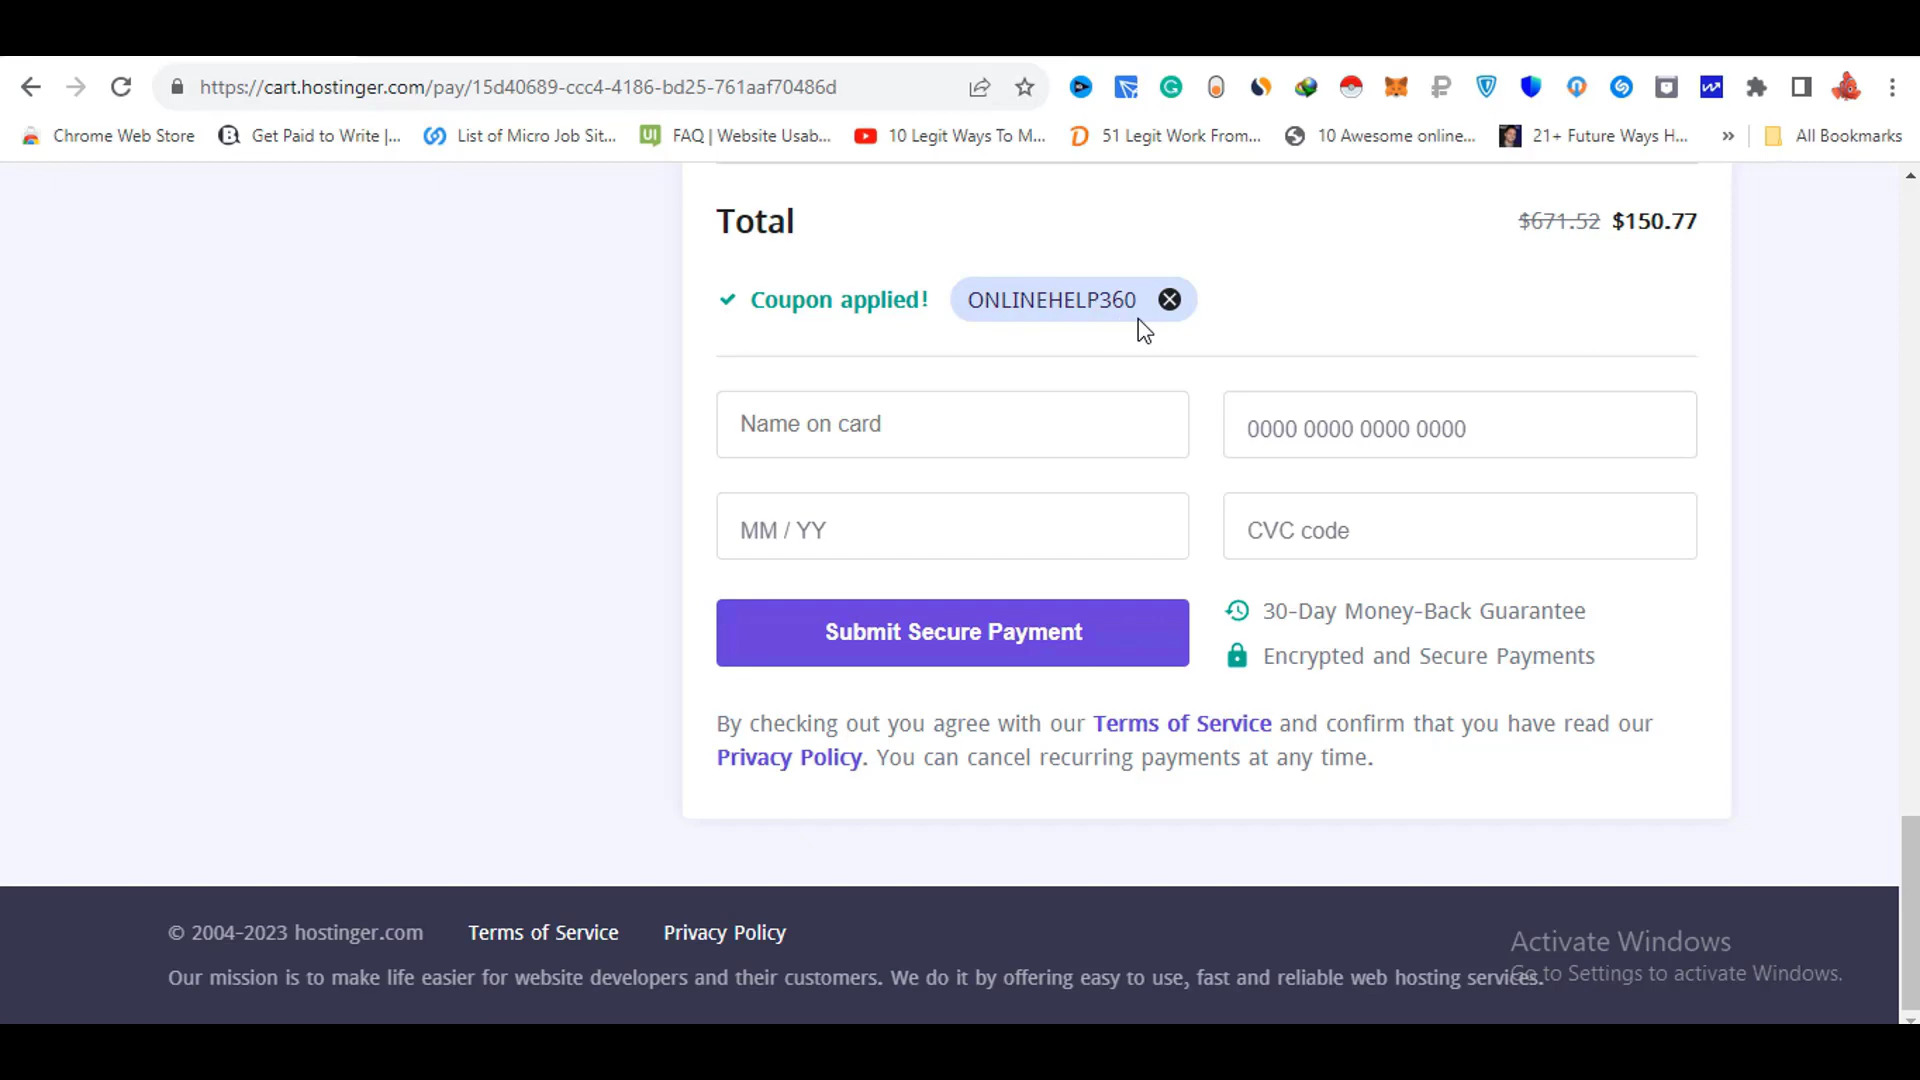 https://cart.hostinger.com/pay/15d40689-ccc4-4186-bd25-761aaf70486d
Chrome Web Store Get Paid to Write |... List of Micro Job Sit... FAQ | Website Usab... 10 Legit Ways To M... 51 Legit Work From... 10 Awesome online... 21+ Future Ways H... » All Bookmarks
Total $671.52 $150.77
Coupon applied! ONLINEHELP360
Name on card 0000 0000 0000 0000
MM / YY CVC code
Submit Secure Payment 30-Day Money-Back Guarantee
Encrypted and Secure Payments
By checking out you agree with our Terms of Service and confirm that you have read our
Privacy Policy. You can cancel recurring payments at any time.
© 2004-2023 hostinger.com Terms of Service Privacy Policy
Our mission is to make life easier for website developers and their customers. We do it by offering easy to use, fast and reliable web hosting services.
Activate Windows
Go to Settings to activate Windows.